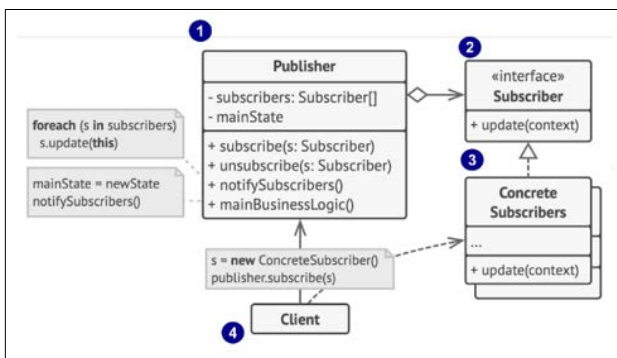 1
Publisher
- subscribers: Subscriber[]
- mainState
+ subscribe(s: Subscriber)
+ unsubscribe(s: Subscriber)
+ notifySubscribers()
+ mainBusinessLogic()
foreach (s in subscribers)
s.update(this)
mainState = newState
notifySubscribers()
2
«interface»
Subscriber
+ update(context)
3
Concrete
Subscribers
...
+ update(context)
s = new ConcreteSubscriber()
publisher.subscribe(s)
4
Client